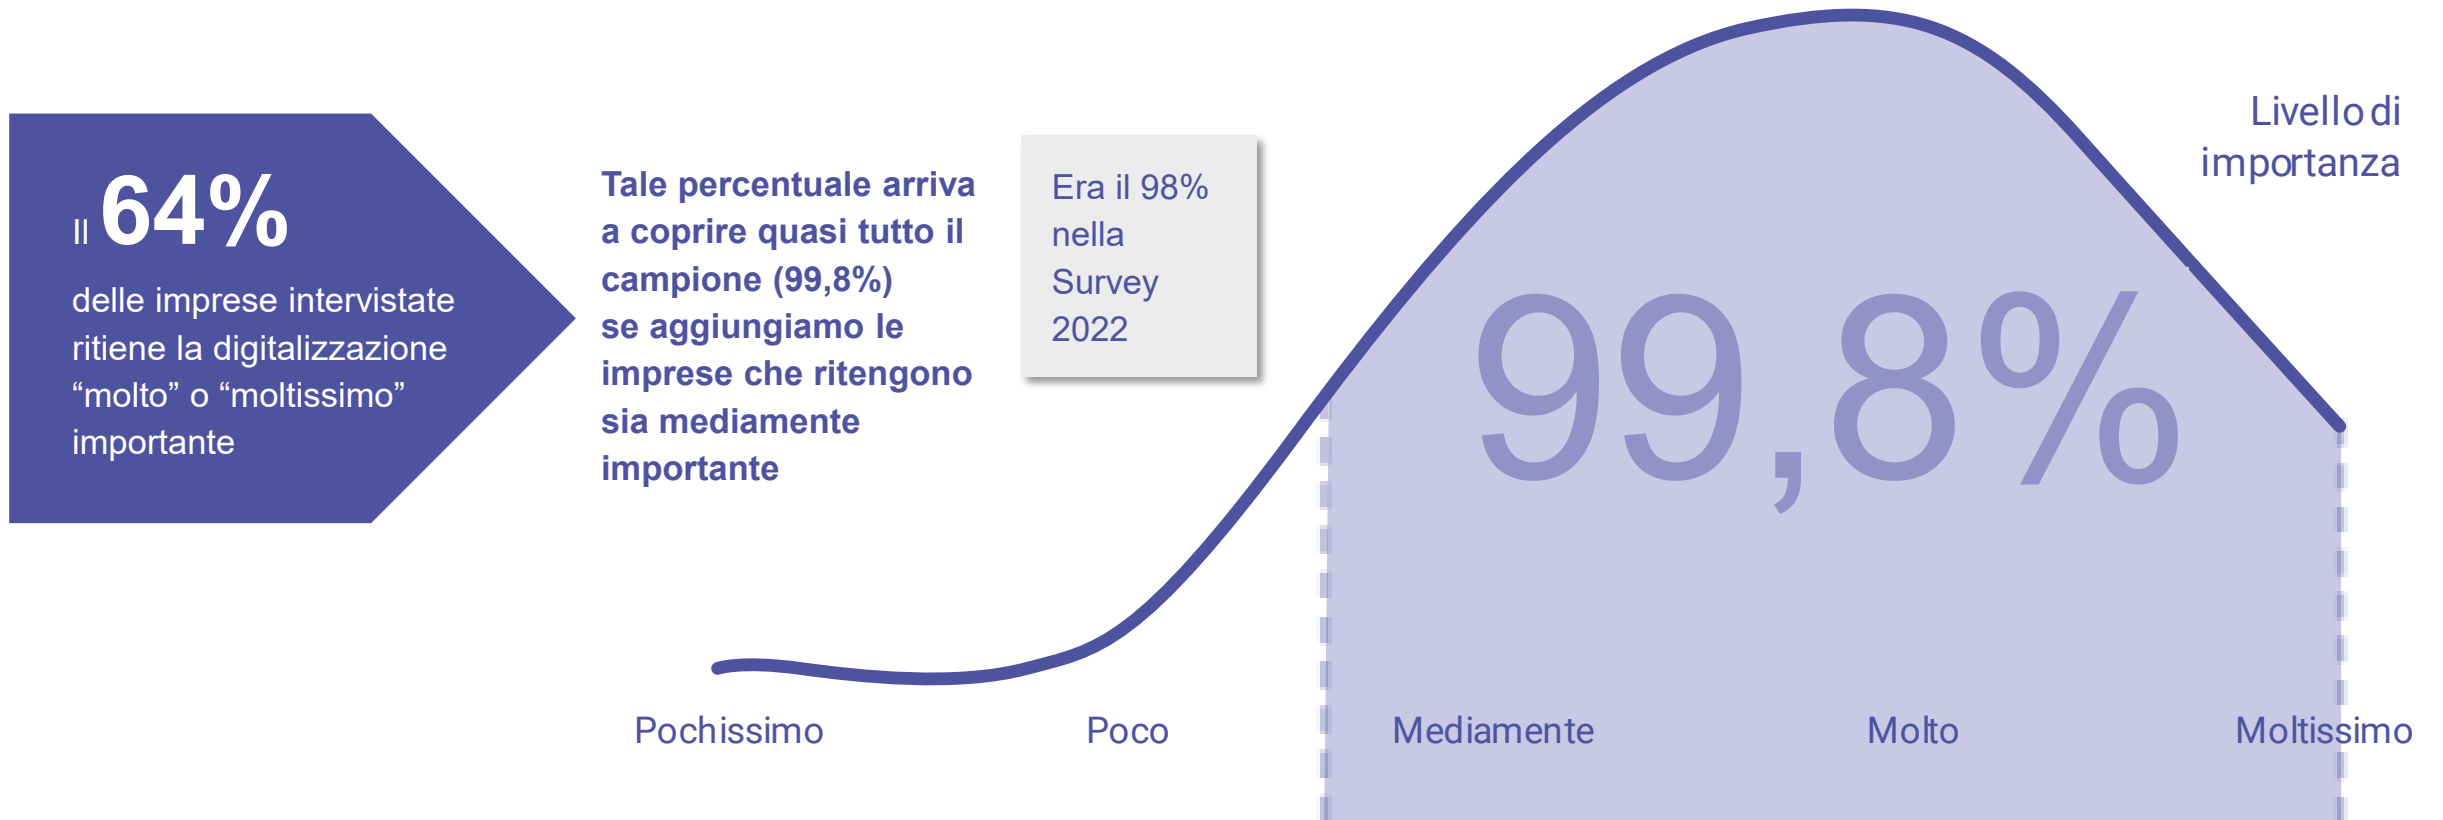 Il 64%
delle imprese intervistate
ritiene la digitalizzazione
“molto” o “moltissimo”
importante
Tale percentuale arriva
a coprire quasi tutto il
campione (99,8%)
se aggiungiamo le
imprese che ritengono
sia mediamente
importante
Era il 98%
nella
Survey
2022
Livello di
importanza
99,8%
Pochissimo
Poco
Mediamente
Molto
Moltissimo